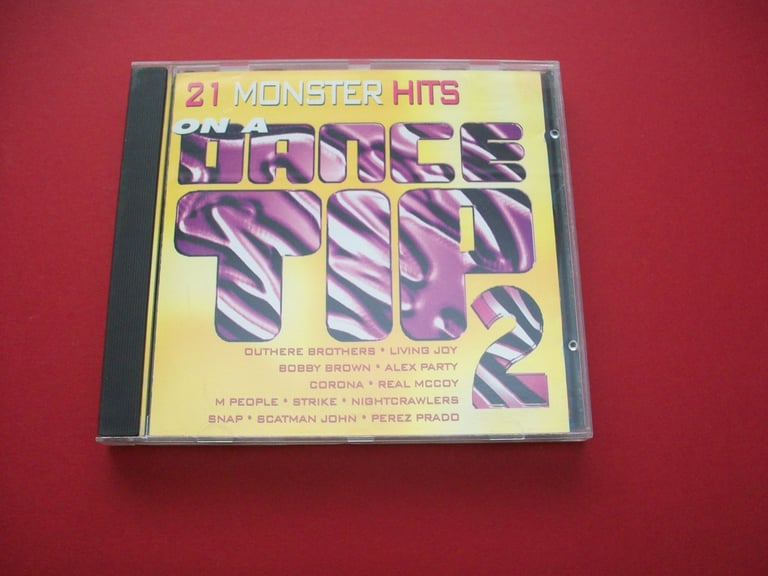 21 MONSTER HITS
ON A
DANCE
TIP
2
OUTHERE BROTHERS * LIVING JOY
BOBBY BROWN * ALEX PARTY
CORONA * REAL MCCOY
M PEOPLE * STRIKE * NIGHTCRAWLERS
SNAP * SCATMAN JOHN * PEREZ PRADO